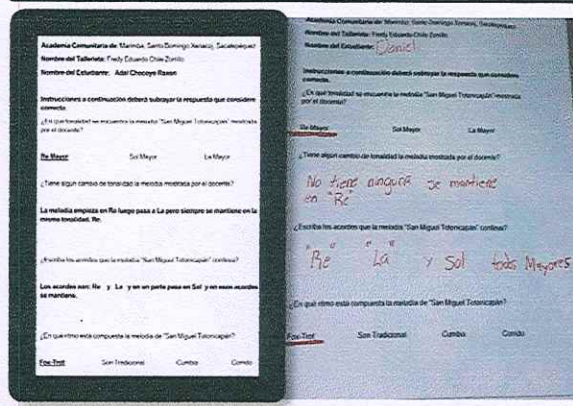 Academia Comunitaria de: Marimba, Santo Domingo Xenacoj, Sacatepéquez
Nombre del Tallerista: Fredy Eduardo Chile Zorrillo
Nombre del Estudiante: Adal Chocoye Raxon
Instrucciones a continuación deberá subrayar la respuesta que considere
correcta.
¿En que tonalidad se encuentra la melodía "San Miguel Totonicapán" mostrada
por el docente?
Re Mayor Sol Mayor La Mayor
¿Tiene algun cambio de tonalidad la melodía mostrada por el docente?
La melodía empieza en Re luego pasa a La pero siempre se mantiene en la
misma tonalidad. Re.
¿Escriba los acordes que la melodía "San Miguel Totonicapán" contiene?
Los acordes son: Re y La y en un parte pasa en Sol y en esos acordes
se mantiene.
¿En que ritmo está compuesta la melodía de "San Miguel Totonicapán"?
Fox-Trot Son Tradicional Cumbia Corrido
Academia Comunitaria de: Marimba, Santo Domingo Xenacoj, Sacatepéquez
Nombre del Tallerista: Fredy Eduardo Chile
Nombre del Estudiante: Daniel
Instrucciones a continuación deberá subrayar la respuesta que considere
correcta.
¿En que tonalidad se encuentra la melodía "San Miguel Totonicapán" mostrada
por el docente?
Re Mayor Sol Mayor La Mayor
¿Tiene algun cambio de tonalidad la melodía mostrada por el docente?
No tiene ninguna se mantiene
en "Re"
¿Escriba los acordes que la melodía "San Miguel Totonicapán" contiene?
"Re" "La" y Sol todos Mayores
¿En que ritmo está compuesta la melodía de "San Miguel Totonicapán"?
Fox-Trot Son Tradicional Cumbia Corrido